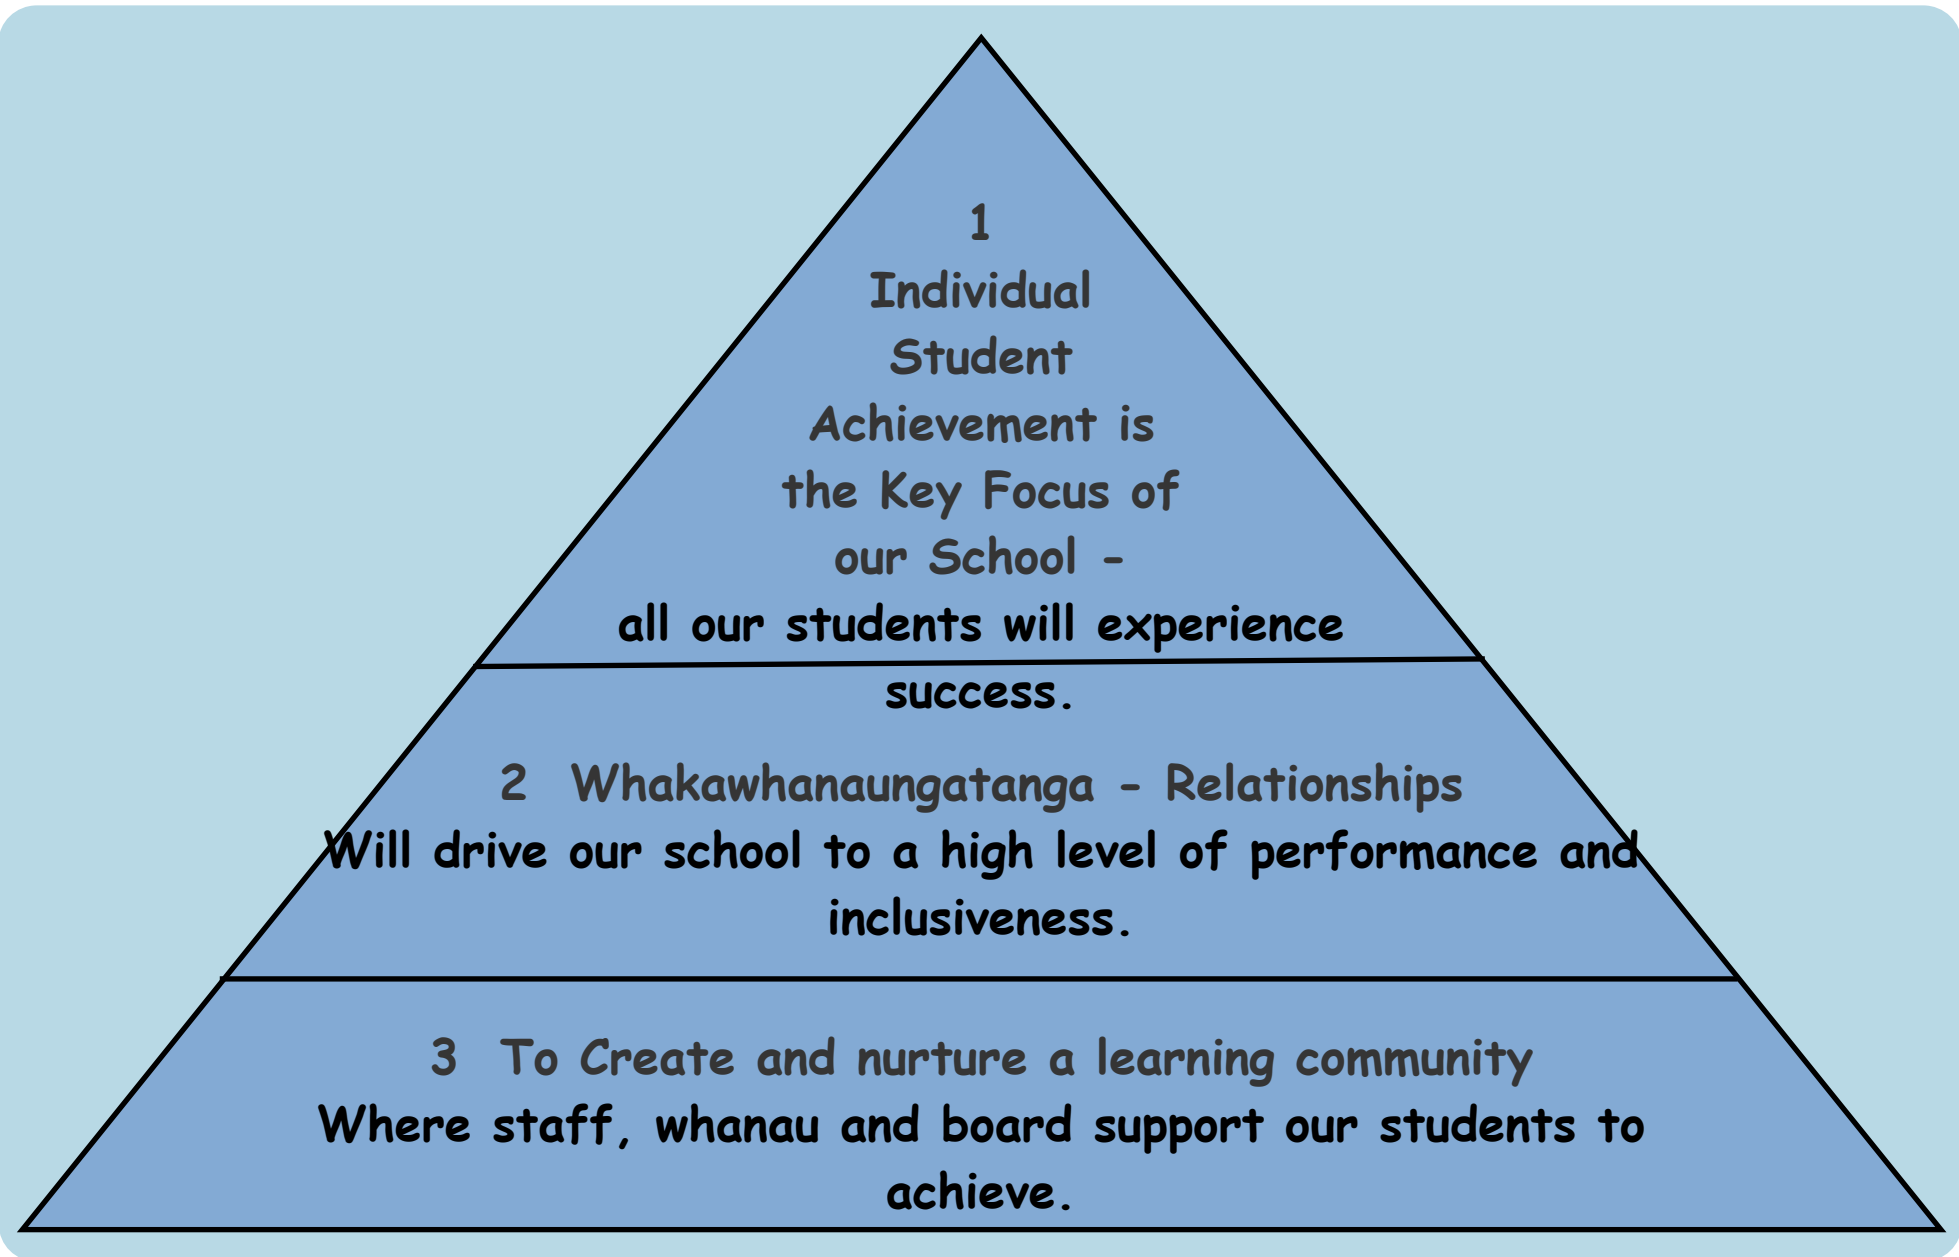 1
Individual
Student
Achievement is
the Key Focus of
our School -
all our students will experience
success.
2 Whakawhanaungatanga - Relationships
Will drive our school to a high level of performance and
inclusiveness.
3 To Create and nurture a learning community
Where staff, whanau and board support our students to
achieve.